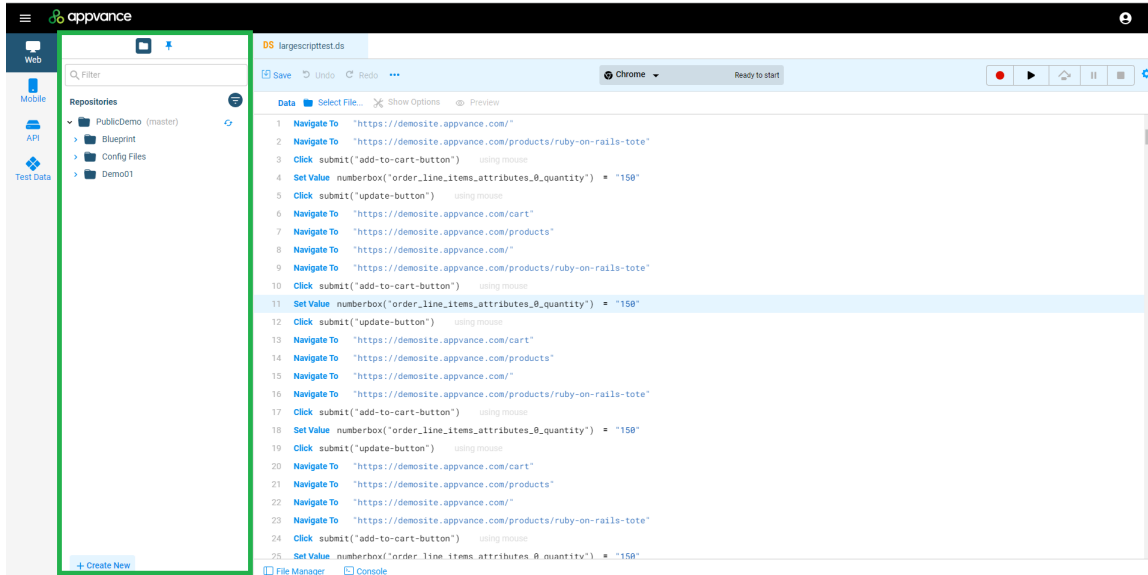 appvance
Web
Mobile
API
Test Data
Filter
Repositories
PublicDemo (master)
Blueprint
Config Files
Demo01
+ Create New
DS largescripttest.ds
Save Undo Redo
Chrome Ready to start
Data Select File... Show Options Preview
1 Navigate To "https://demosite.appvance.com/"
2 Navigate To "https://demosite.appvance.com/products/ruby-on-rails-tote"
3 Click submit("add-to-cart-button") using mouse
4 Set Value numberbox("order_line_items_attributes_0_quantity") = "150"
5 Click submit("update-button") using mouse
6 Navigate To "https://demosite.appvance.com/cart"
7 Navigate To "https://demosite.appvance.com/products"
8 Navigate To "https://demosite.appvance.com/"
9 Navigate To "https://demosite.appvance.com/products/ruby-on-rails-tote"
10 Click submit("add-to-cart-button") using mouse
11 Set Value numberbox("order_line_items_attributes_0_quantity") = "150"
12 Click submit("update-button") using mouse
13 Navigate To "https://demosite.appvance.com/cart"
14 Navigate To "https://demosite.appvance.com/products"
15 Navigate To "https://demosite.appvance.com/"
16 Navigate To "https://demosite.appvance.com/products/ruby-on-rails-tote"
17 Click submit("add-to-cart-button") using mouse
18 Set Value numberbox("order_line_items_attributes_0_quantity") = "150"
19 Click submit("update-button") using mouse
20 Navigate To "https://demosite.appvance.com/cart"
21 Navigate To "https://demosite.appvance.com/products"
22 Navigate To "https://demosite.appvance.com/"
23 Navigate To "https://demosite.appvance.com/products/ruby-on-rails-tote"
24 Click submit("add-to-cart-button") using mouse
25 Set Value numberbox("order_line_items_attributes_0_quantity") = "150"
File Manager Console